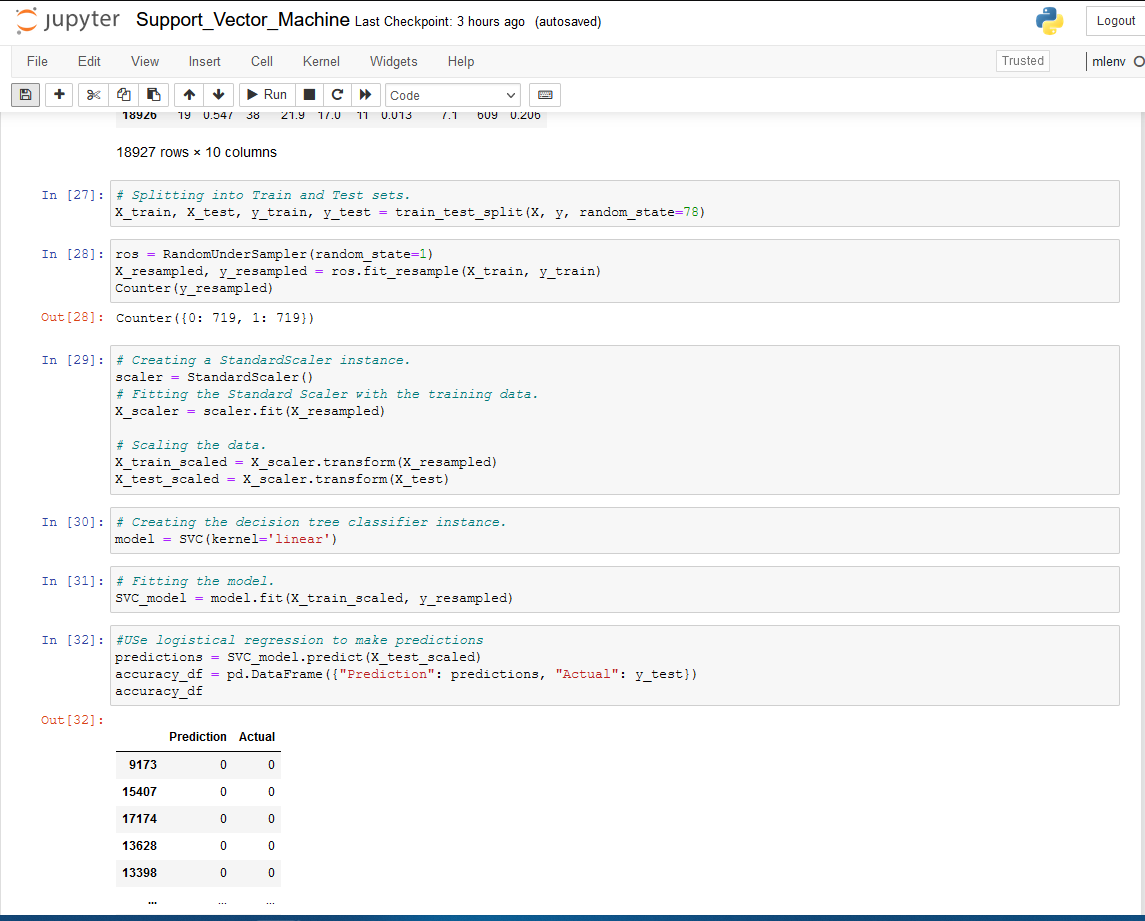 jupyter Support_Vector_Machine Last Checkpoint: 3 hours ago (autosaved) Logout
File Edit View Insert Cell Kernel Widgets Help Trusted mlenv
Run Code
18926 19 0.547 38 21.9 17.0 11 0.013 7.1 609 0.206
18927 rows × 10 columns
In [27]: # Splitting into Train and Test sets.
X_train, X_test, y_train, y_test = train_test_split(X, y, random_state=78)
In [28]: ros = RandomUnderSampler(random_state=1)
X_resampled, y_resampled = ros.fit_resample(X_train, y_train)
Counter(y_resampled)
Out[28]: Counter({0: 719, 1: 719})
In [29]: # Creating a StandardScaler instance.
scaler = StandardScaler()
# Fitting the Standard Scaler with the training data.
X_scaler = scaler.fit(X_resampled)
# Scaling the data.
X_train_scaled = X_scaler.transform(X_resampled)
X_test_scaled = X_scaler.transform(X_test)
In [30]: # Creating the decision tree classifier instance.
model = SVC(kernel='linear')
In [31]: # Fitting the model.
SVC_model = model.fit(X_train_scaled, y_resampled)
In [32]: #USe logistical regression to make predictions
predictions = SVC_model.predict(X_test_scaled)
accuracy_df = pd.DataFrame({"Prediction": predictions, "Actual": y_test})
accuracy_df
Out[32]:
Prediction Actual
9173 0 0
15407 0 0
17174 0 0
13628 0 0
13398 0 0
... ... ...